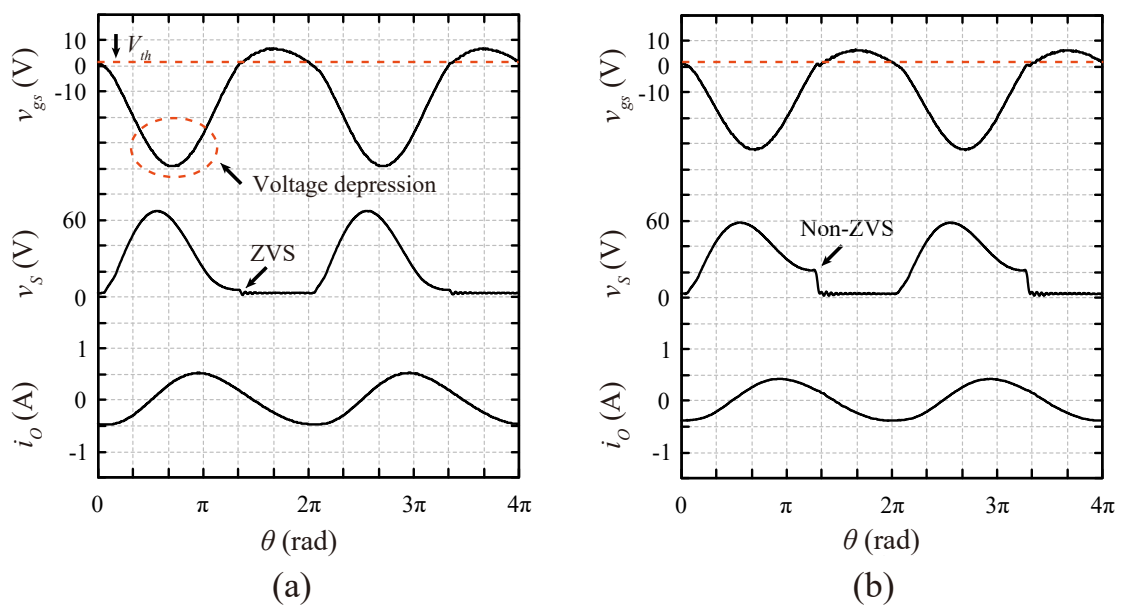 10
0
-10
v_gs (V)
V_th
Voltage depression
60
0
v_S (V)
ZVS
1
0
-1
i_O (A)
0 π 2π 3π 4π
θ (rad)
(a)
10
0
-10
v_gs (V)
60
0
v_S (V)
Non-ZVS
1
0
-1
i_O (A)
0 π 2π 3π 4π
θ (rad)
(b)